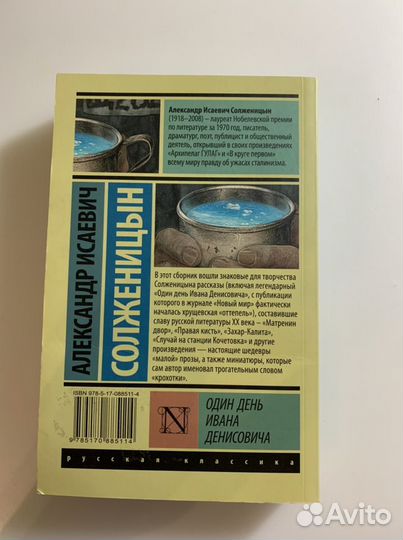 Александр Исаевич Солженицын
(1918–2008) – лауреат Нобелевской премии
по литературе за 1970 год, писатель,
драматург, поэт, публицист и общественный
деятель, открывший в своих произведениях
«Архипелаг ГУЛАГ» и «В круге первом»
всему миру правду об ужасах сталинизма.
АЛЕКСАНДР ИСАЕВИЧ
СОЛЖЕНИЦЫН
В этот сборник вошли знаковые для творчества
Солженицына рассказы (включая легендарный
«Один день Ивана Денисовича», с публикации
которого в журнале «Новый мир» фактически
началась хрущевская «оттепель»), составившие
славу русской литературы XX века – «Матренин
двор», «Правая кисть», «Захар-Калита»,
«Случай на станции Кочетовка» и другие
произведения — настоящие шедевры
«малой» прозы, а также миниатюры, которые
сам автор именовал трогательным словом
«крохотки».
ISBN 978-5-17-088511-4
9 785170 885114
N
ОДИН ДЕНЬ
ИВАНА
ДЕНИСОВИЧА
русская классика
Avito